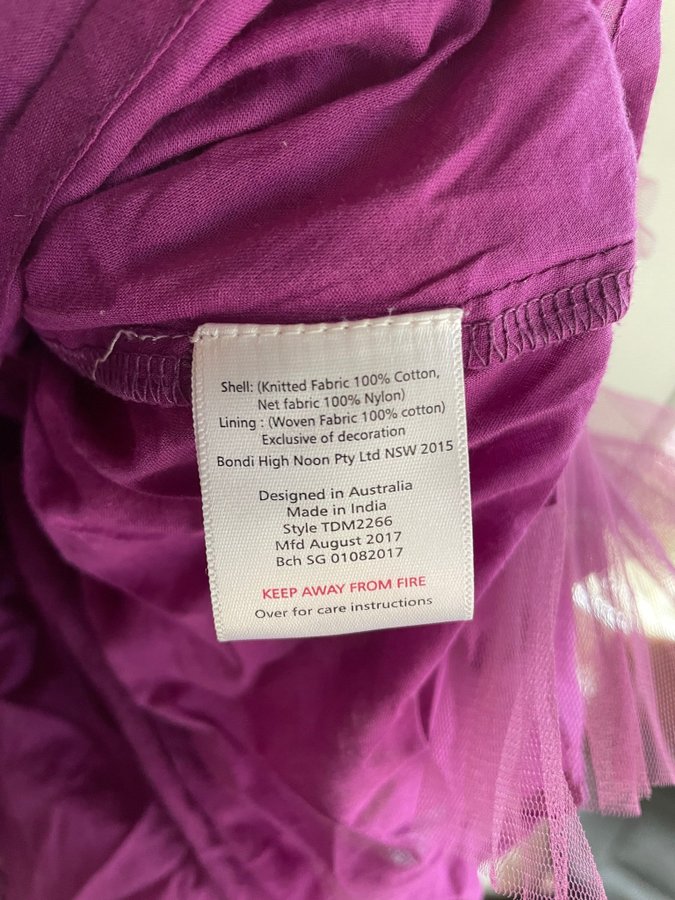 Shell: (Knitted Fabric 100% Cotton,
Net fabric 100% Nylon)
Lining : (Woven Fabric 100% cotton)
Exclusive of decoration
Bondi High Noon Pty Ltd NSW 2015
Designed in Australia
Made in India
Style TDM2266
Mfd August 2017
Bch SG 01082017
KEEP AWAY FROM FIRE
Over for care instructions